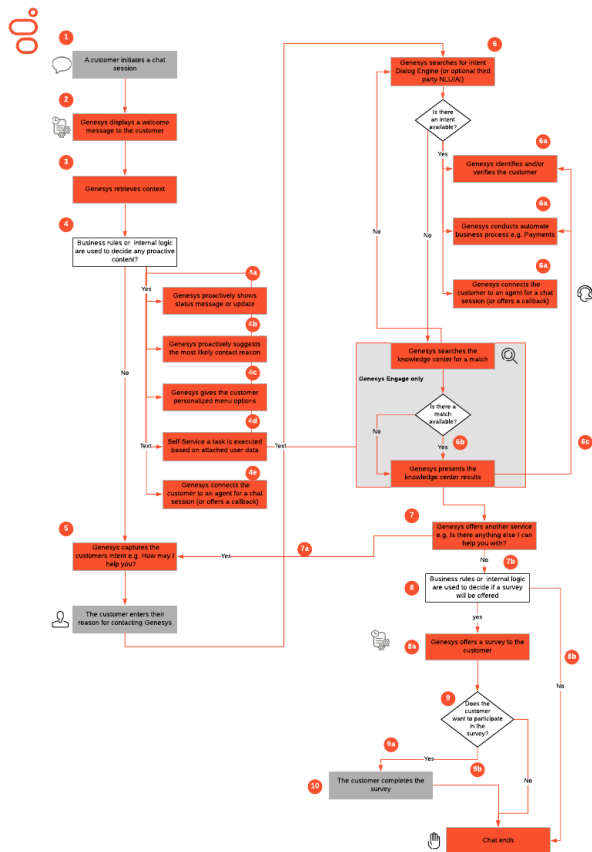 1
A customer initiates a chat
session
2
Genesys displays a welcome
message to the customer
3
Genesys retrieves context
4
Business rules or internal logic
are used to decide any proactive
content?
Yes
4a
Genesys proactively shows
status message or update
4b
Genesys proactively suggests
the most likely contact reason
No
4c
Genesys gives the customer
personalized menu options
4d
Text
Self-Service a task is executed
based on attached user data
Text
4e
Genesys connects the
customer to an agent for a chat
session (or offers a callback)
5
Genesys captures the
customers intent e.g. How may I
help you?
The customer enters their
reason for contacting Genesys
6
Genesys searches for intent
Dialog Engine (or optional third
party NLU/AI)
Is there
an intent
available?
Yes
6a
Genesys identifies and/or
verifies the customer
6a
Genesys conducts automate
business process e.g. Payments
No
No
6a
Genesys connects the
customer to an agent for a chat
session (or offers a callback)
Genesys searches the
knowledge center for a match
Genesys Engage only
Is there a
match
available?
No
Yes
6b
6c
Genesys presents the
knowledge center results
7
Genesys offers another service
e.g. Is there anything else I can
help you with?
7a
Yes
No
7b
8
Business rules or internal logic
are used to decide if a survey
will be offered
yes
8a
Genesys offers a survey to the
customer
8b
No
9
Does the
customer
want to participate
in the
survey?
9a
Yes
9b
No
10
The customer completes the
survey
Chat ends